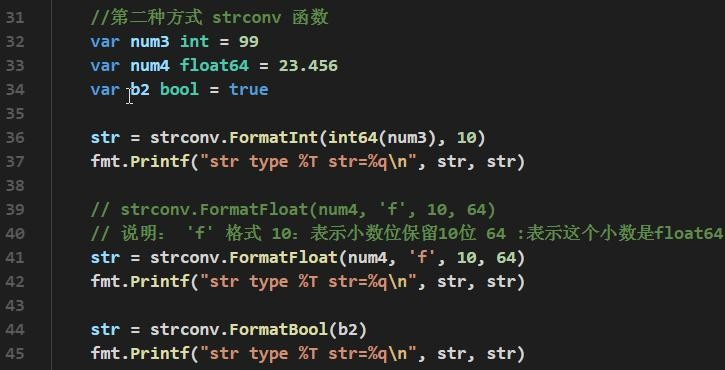 31 //第二种方式 strconv 函数
32 var num3 int = 99
33 var num4 float64 = 23.456
34 var b2 bool = true
35
36 str = strconv.FormatInt(int64(num3), 10)
37 fmt.Printf("str type %T str=%q\n", str, str)
38
39 // strconv.FormatFloat(num4, 'f', 10, 64)
40 // 说明： 'f' 格式 10：表示小数位保留10位 64 :表示这个小数是float64
41 str = strconv.FormatFloat(num4, 'f', 10, 64)
42 fmt.Printf("str type %T str=%q\n", str, str)
43
44 str = strconv.FormatBool(b2)
45 fmt.Printf("str type %T str=%q\n", str, str)